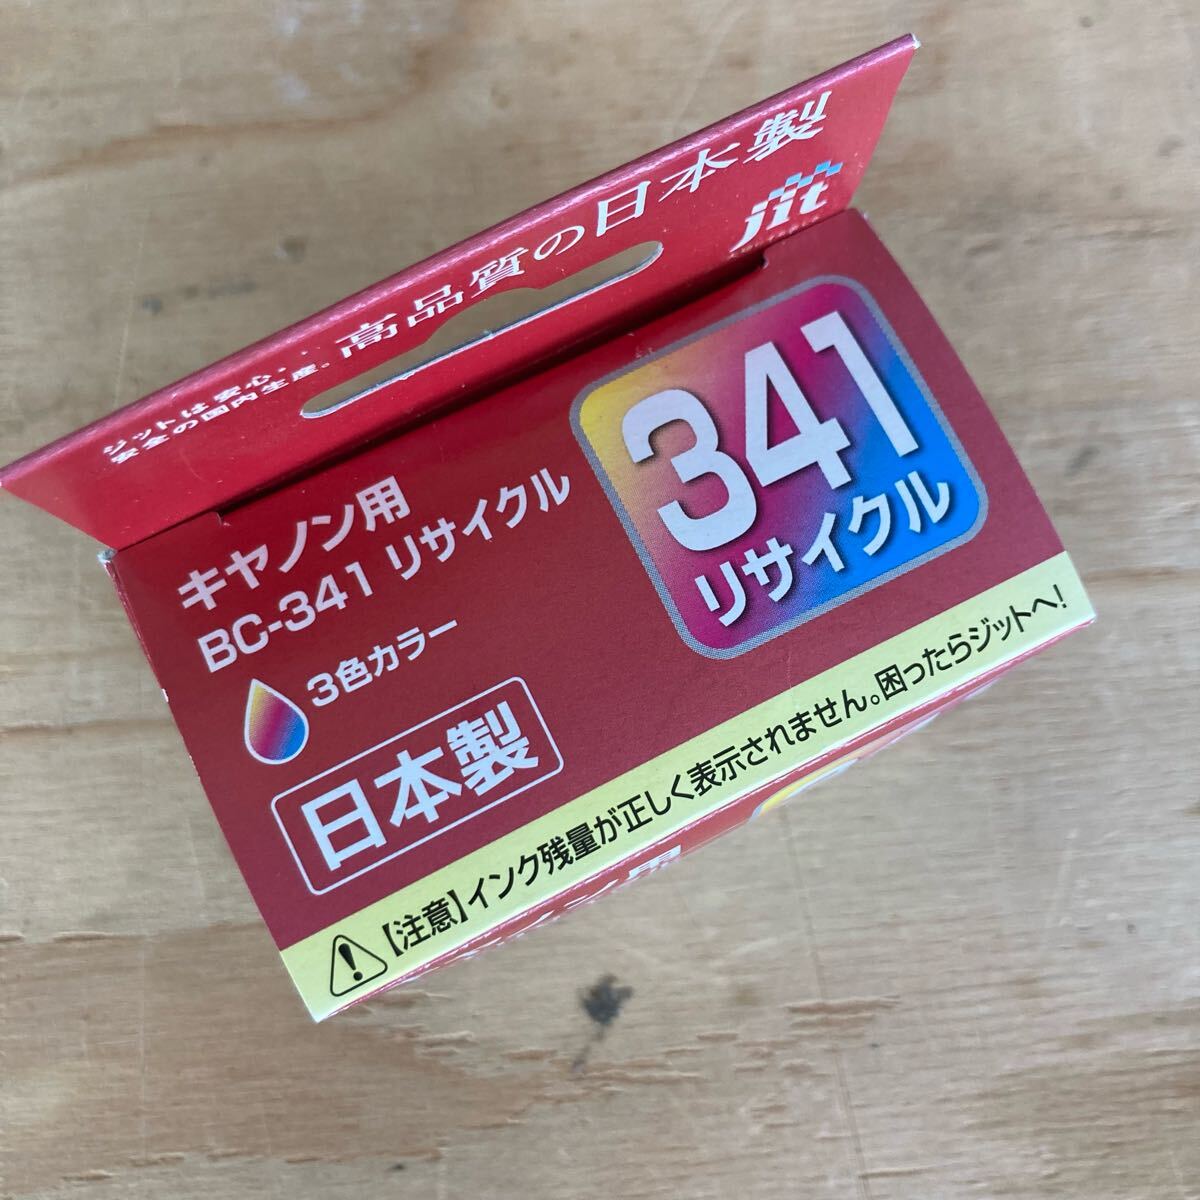 ジットは安心・
安全の国内生産。
高品質の日本製
jit
キヤノン用
BC-341 リサイクル
3色カラー
日本製
341
リサイクル
【注意】インク残量が正しく表示されません。困ったらジットへ!